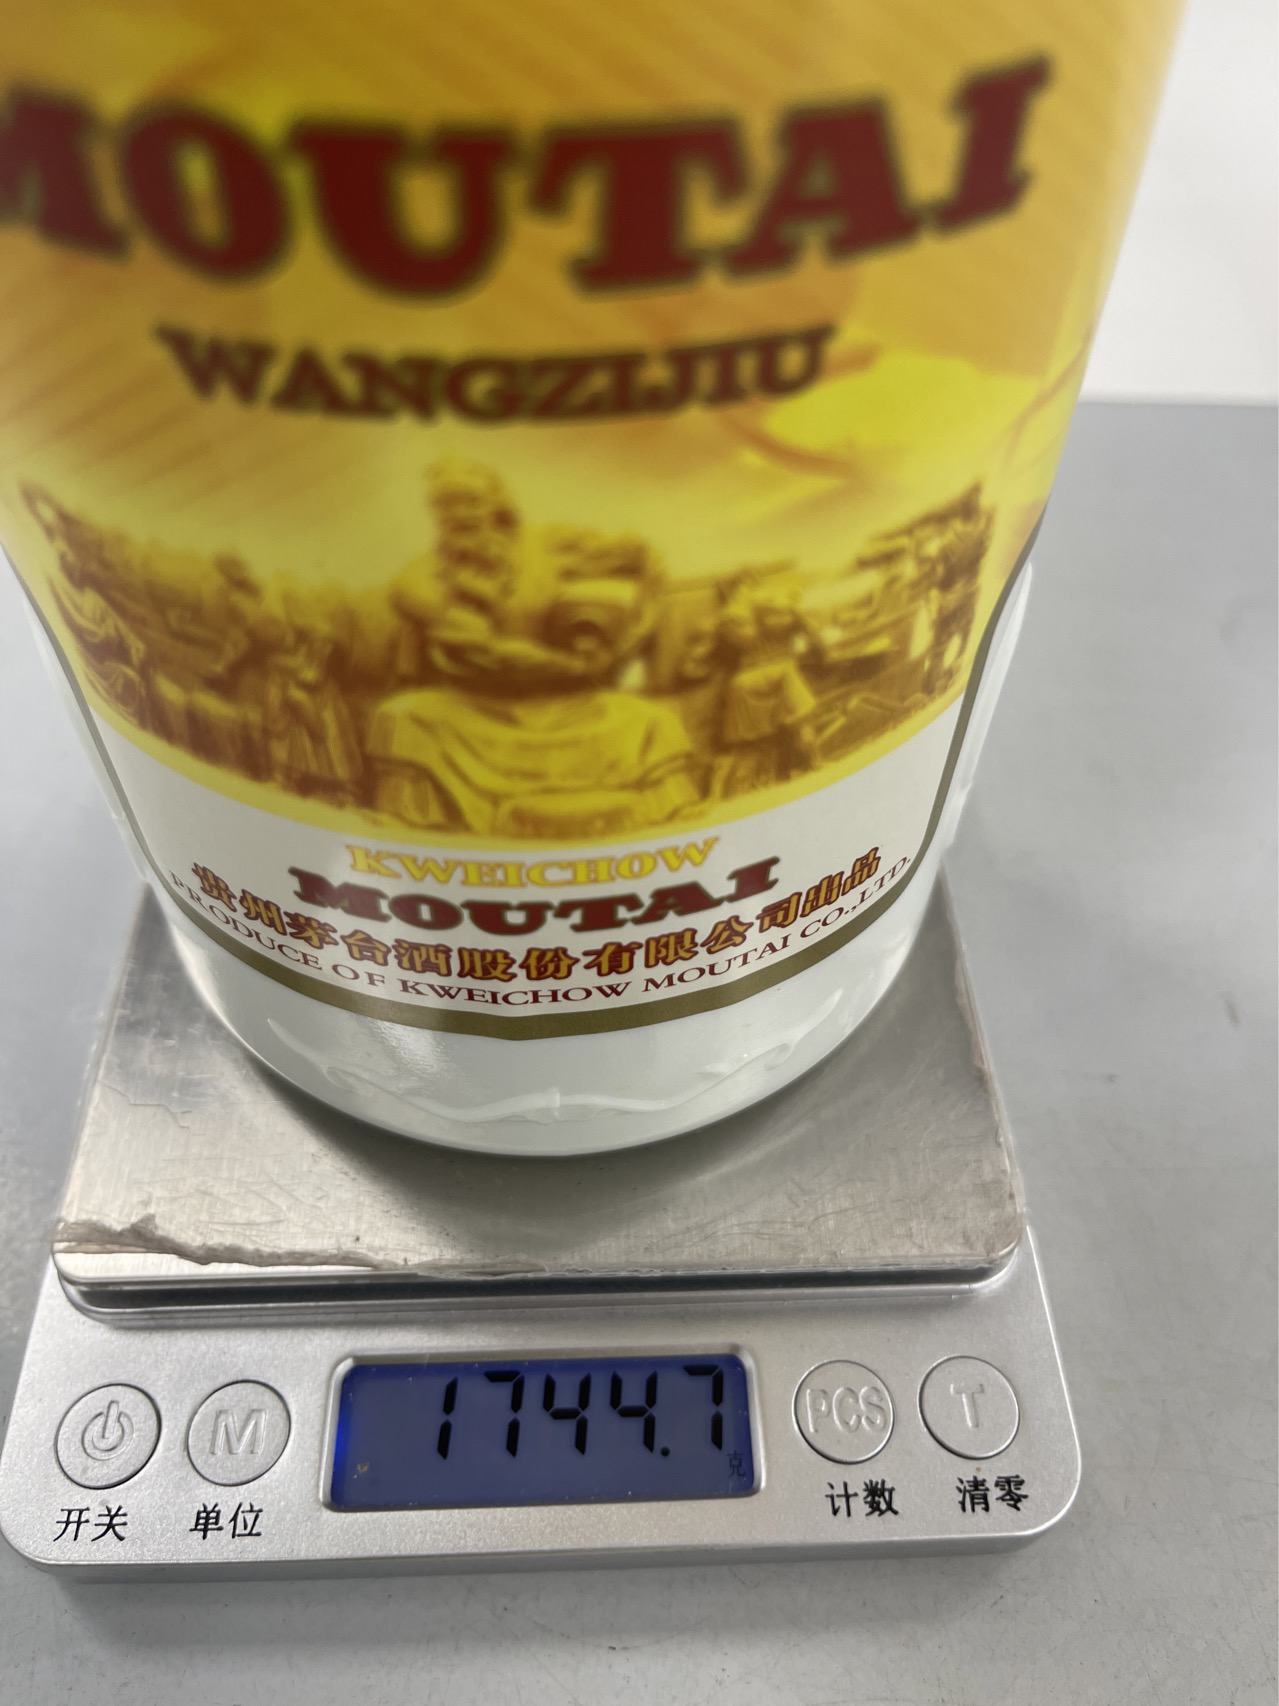 MOUTAI
WANGZIJIU
KWEICHOW
MOUTAI
贵州茅台酒股份有限公司出品
PRODUCE OF KWEICHOW MOUTAI CO.,LTD.
1744.7
克
M
PCS
T
开关
单位
计数
清零